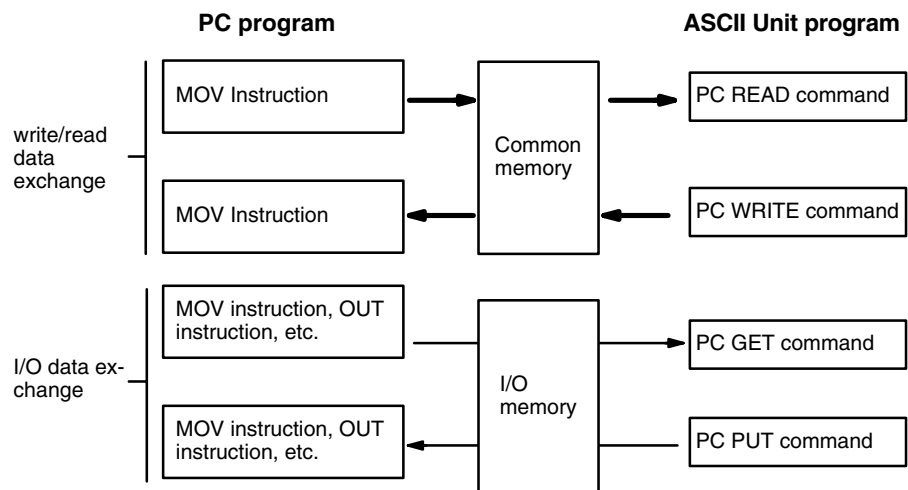 PC program
ASCII Unit program
write/read
data
exchange
MOV Instruction
Common
memory
PC READ command
MOV Instruction
PC WRITE command
I/O data ex-
change
MOV instruction, OUT
instruction, etc.
I/O
memory
PC GET command
MOV instruction, OUT
instruction, etc.
PC PUT command